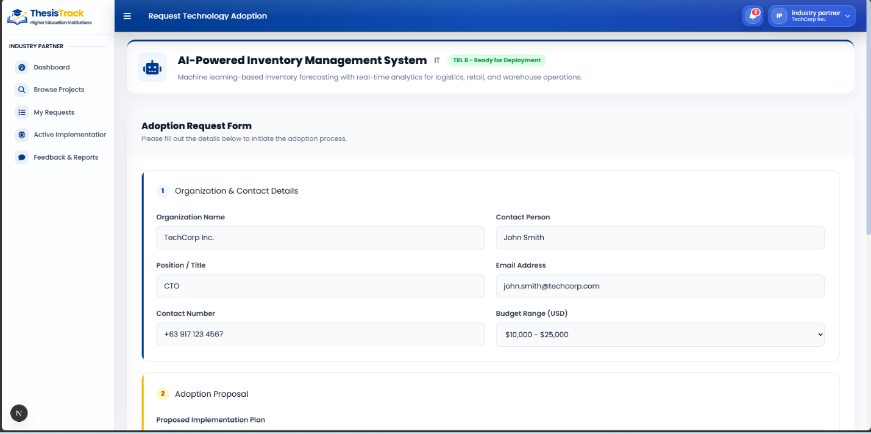 ThesisTrack
Higher Education Institutions
Request Technology Adoption
2
IP
Industry partner
TechCorp Inc.
INDUSTRY PARTNER
Dashboard
Browse Projects
My Requests
Active Implementation
Feedback & Reports
AI-Powered Inventory Management System IT TRL 8 - Ready for Deployment
Machine learning-based inventory forecasting with real-time analytics for logistics, retail, and warehouse operations.
Adoption Request Form
Please fill out the details below to initiate the adoption process.
1 Organization & Contact Details
Organization Name
TechCorp Inc.
Contact Person
John Smith
Position / Title
CTO
Email Address
john.smith@techcorp.com
Contact Number
+63 917 123 4567
Budget Range (USD)
$10,000 - $25,000
2 Adoption Proposal
Proposed Implementation Plan
N